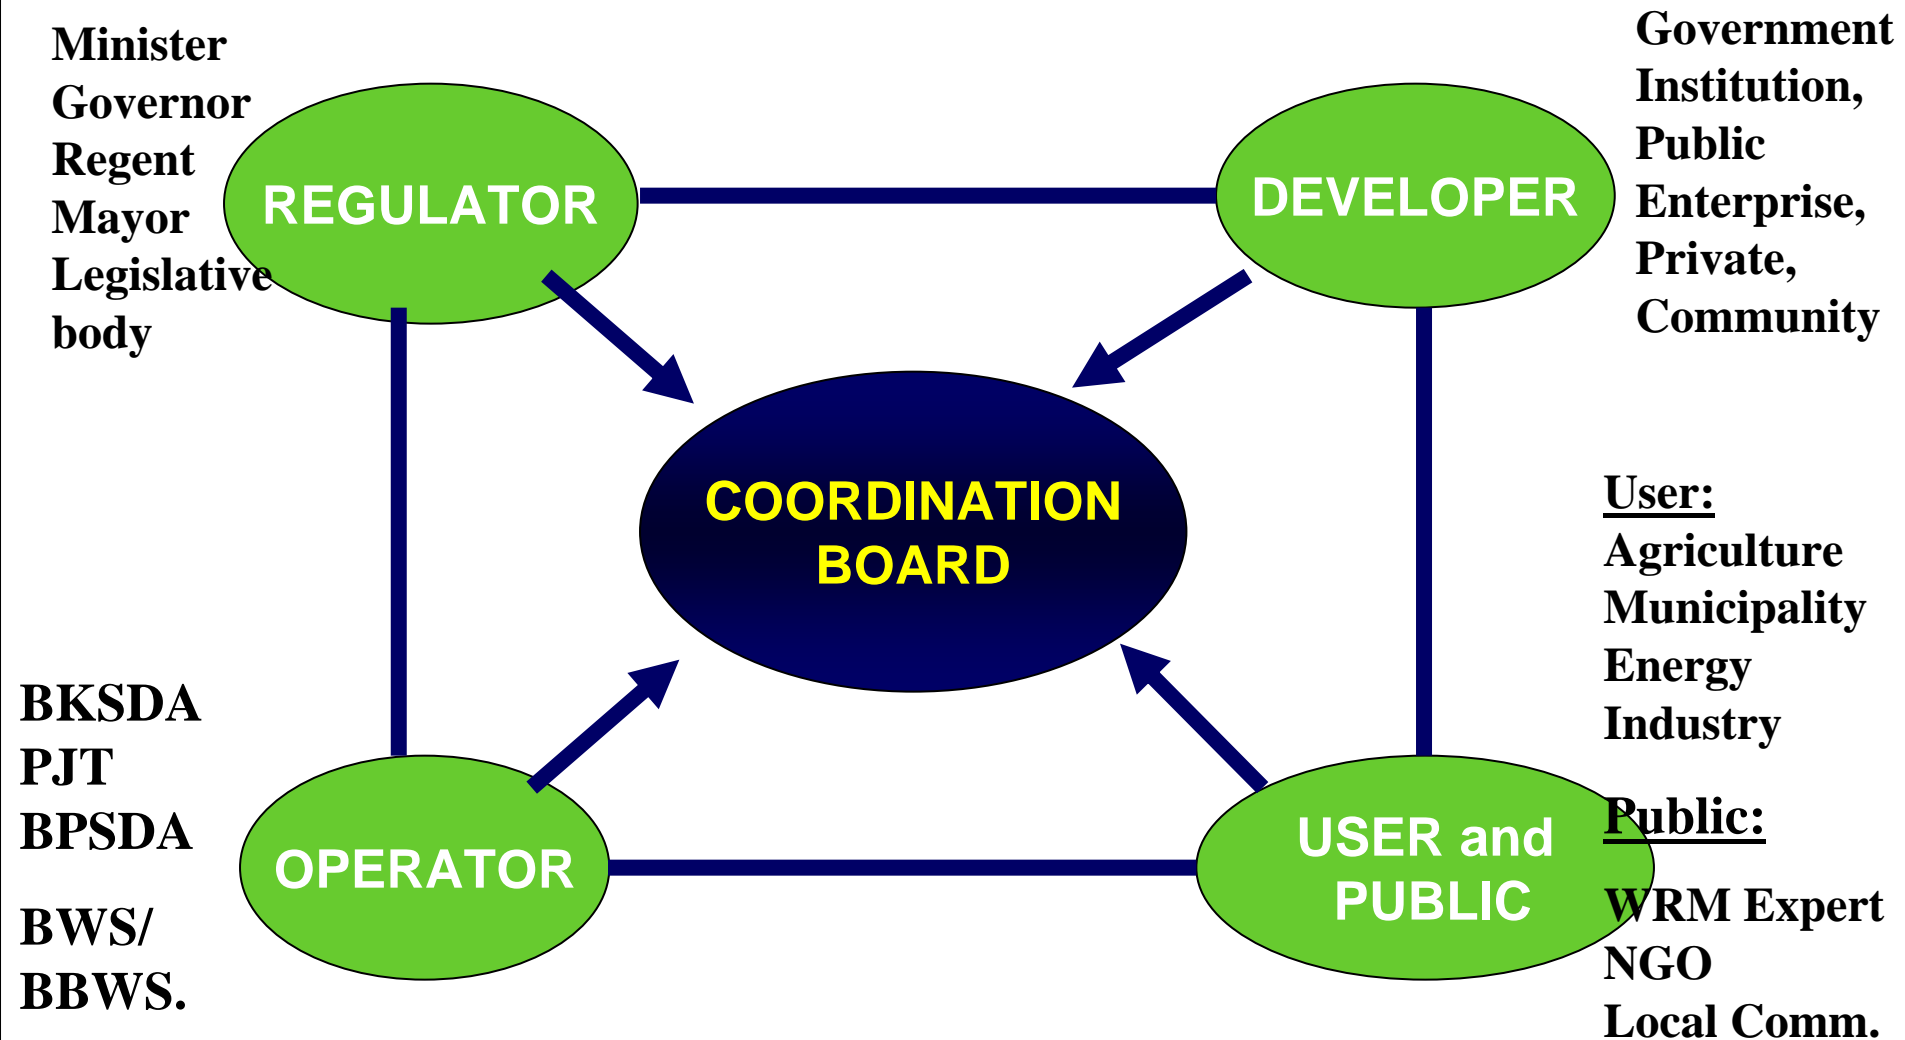 Minister
Governor
Regent
Mayor
Legislative
body
REGULATOR
DEVELOPER
Government
Institution,
Public
Enterprise,
Private,
Community
COORDINATION
BOARD
BKSDA
PJT
BPSDA
BWS/
BBWS.
OPERATOR
USER and
PUBLIC
User:
Agriculture
Municipality
Energy
Industry
Public:
WRM Expert
NGO
Local Comm.